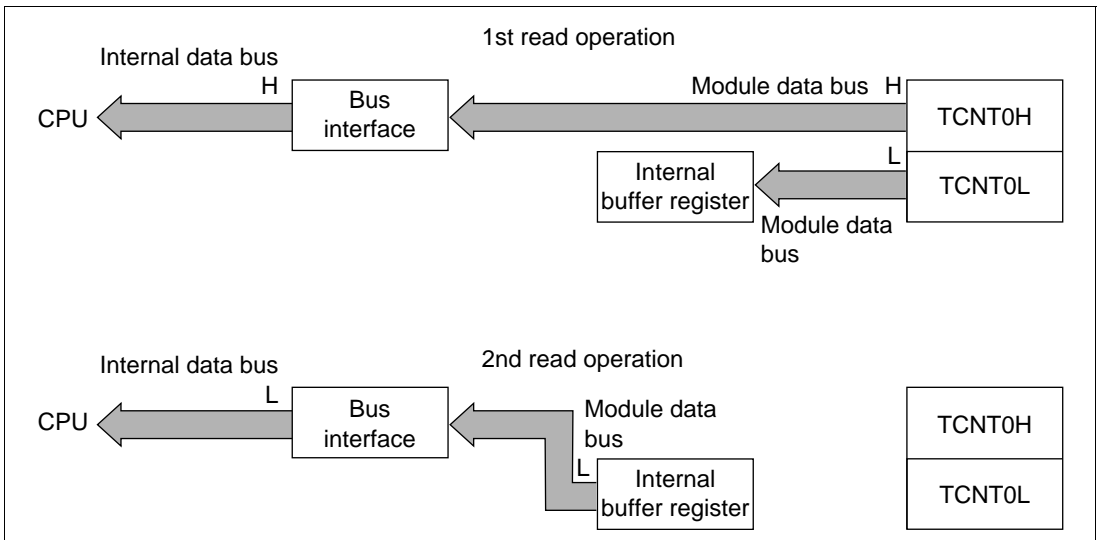 1st read operation
Internal data bus
H
Module data bus H
CPU
Bus
interface
TCNT0H
L
Internal
buffer register
TCNT0L
Module data
bus
2nd read operation
Internal data bus
L
Module data
bus
CPU
Bus
interface
TCNT0H
L
Internal
buffer register
TCNT0L